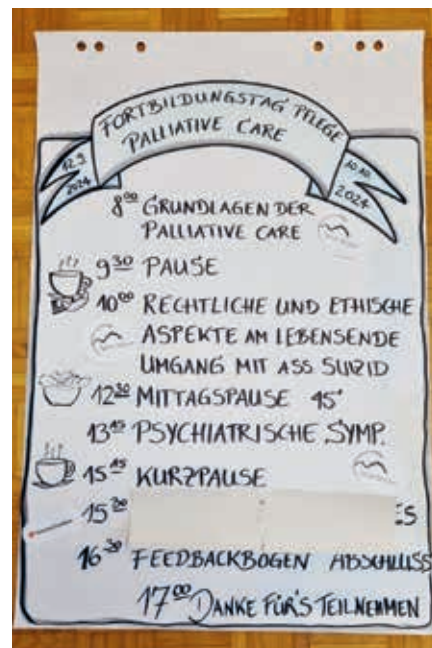 FORTBILDUNGSTAG PFLEGE
PALLIATIVE CARE
12.9.
2024
10.10.
2024
8⁰⁰ GRUNDLAGEN DER
PALLIATIVE CARE
9³⁰ PAUSE
10⁰⁰ RECHTLICHE UND ETHISCHE
ASPEKTE AM LEBENSENDE
UMGANG MIT ASS SUIZID
12³⁰ MITTAGSPAUSE 45'
13¹⁵ PSYCHIATRISCHE SYMP.
15¹⁵ KURZPAUSE
15³⁰ ES
16³⁰ FEEDBACKBOGEN ABSCHLUSS
17⁰⁰ DANKE FÜR'S TEILNEHMEN